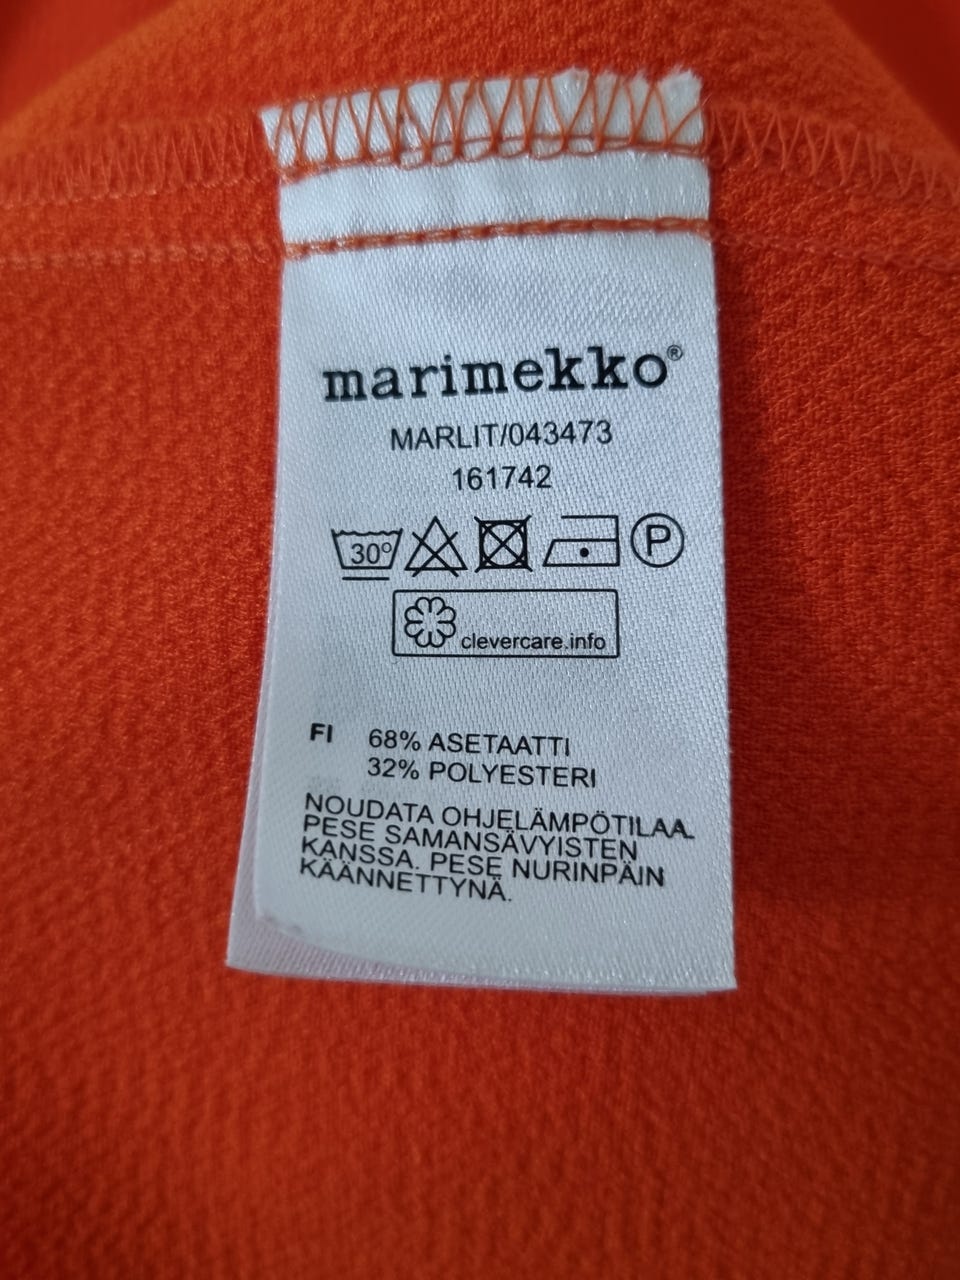 marimekko®
MARLIT/043473
161742
30° P
clevercare.info
FI 68% ASETAATTI
32% POLYESTERI
NOUDATA OHJELÄMPÖTILAA.
PESE SAMANSÄVYISTEN
KANSSA. PESE NURINPÄIN
KÄÄNNETTYNÄ.